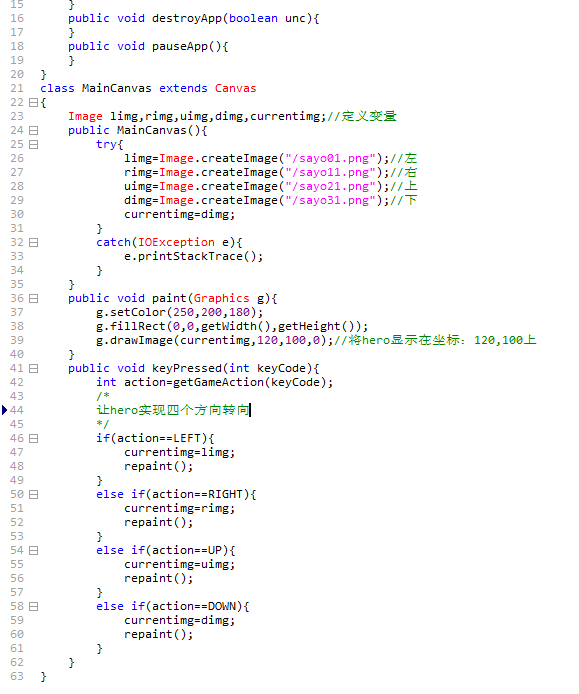 15 }
16 public void destroyApp(boolean unc){
17 }
18 public void pauseApp(){
19 }
20 }
21 class MainCanvas extends Canvas
22 {
23 Image limg,rimg,uimg,dimg,currentimg;//定义变量
24 public MainCanvas(){
25 try{
26 limg=Image.createImage("/sayo01.png");//左
27 rimg=Image.createImage("/sayo11.png");//右
28 uimg=Image.createImage("/sayo21.png");//上
29 dimg=Image.createImage("/sayo31.png");//下
30 currentimg=dimg;
31 }
32 catch(IOException e){
33 e.printStackTrace();
34 }
35 }
36 public void paint(Graphics g){
37 g.setColor(250,200,180);
38 g.fillRect(0,0,getWidth(),getHeight());
39 g.drawImage(currentimg,120,100,0);//将hero显示在坐标：120,100上
40 }
41 public void keyPressed(int keyCode){
42 int action=getGameAction(keyCode);
43 /*
44 让hero实现四个方向转向
45 */
46 if(action==LEFT){
47 currentimg=limg;
48 repaint();
49 }
50 else if(action==RIGHT){
51 currentimg=rimg;
52 repaint();
53 }
54 else if(action==UP){
55 currentimg=uimg;
56 repaint();
57 }
58 else if(action==DOWN){
59 currentimg=dimg;
60 repaint();
61 }
62 }
63 }